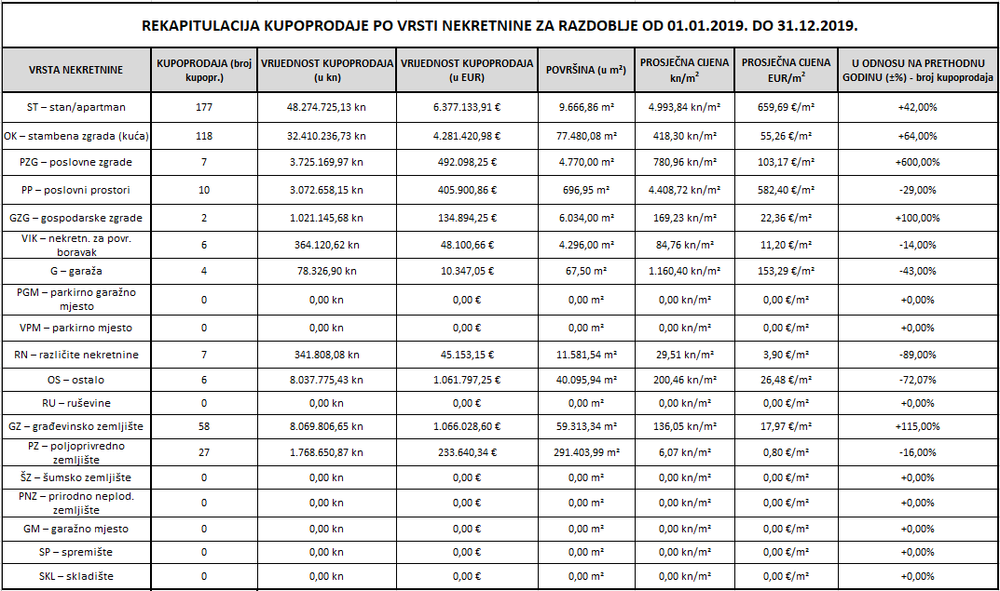 REKAPITULACIJA KUPOPRODAJE PO VRSTI NEKRETNINE ZA RAZDOBLJE OD 01.01.2019. DO 31.12.2019.
VRSTA NEKRETNINE KUPOPRODAJA (broj kupopr.) VRIJEDNOST KUPOPRODAJA (u kn) VRIJEDNOST KUPOPRODAJA (u EUR) POVRŠINA (u m²) PROSJEČNA CIJENA kn/m² PROSJEČNA CIJENA EUR/m² U ODNOSU NA PRETHODNU GODINU (±%) - broj kupoprodaja
ST – stan/apartman 177 48.274.725,13 kn 6.377.133,91 € 9.666,86 m² 4.993,84 kn/m² 659,69 €/m² +42,00%
OK – stambena zgrada (kuća) 118 32.410.236,73 kn 4.281.420,98 € 77.480,08 m² 418,30 kn/m² 55,26 €/m² +64,00%
PZG – poslovne zgrade 7 3.725.169,97 kn 492.098,25 € 4.770,00 m² 780,96 kn/m² 103,17 €/m² +600,00%
PP – poslovni prostori 10 3.072.658,15 kn 405.900,86 € 696,95 m² 4.408,72 kn/m² 582,40 €/m² -29,00%
GZG – gospodarske zgrade 2 1.021.145,68 kn 134.894,25 € 6.034,00 m² 169,23 kn/m² 22,36 €/m² +100,00%
VIK – nekretn. za povr. boravak 6 364.120,62 kn 48.100,66 € 4.296,00 m² 84,76 kn/m² 11,20 €/m² -14,00%
G – garaža 4 78.326,90 kn 10.347,05 € 67,50 m² 1.160,40 kn/m² 153,29 €/m² -43,00%
PGM – parkirno garažno mjesto 0 0,00 kn 0,00 € 0,00 m² 0,00 kn/m² 0,00 €/m² +0,00%
VPM – parkirno mjesto 0 0,00 kn 0,00 € 0,00 m² 0,00 kn/m² 0,00 €/m² +0,00%
RN – različite nekretnine 7 341.808,08 kn 45.153,15 € 11.581,54 m² 29,51 kn/m² 3,90 €/m² -89,00%
OS – ostalo 6 8.037.775,43 kn 1.061.797,25 € 40.095,94 m² 200,46 kn/m² 26,48 €/m² -72,07%
RU – ruševine 0 0,00 kn 0,00 € 0,00 m² 0,00 kn/m² 0,00 €/m² +0,00%
GZ – građevinsko zemljište 58 8.069.806,65 kn 1.066.028,60 € 59.313,34 m² 136,05 kn/m² 17,97 €/m² +115,00%
PZ – poljoprivredno zemljište 27 1.768.650,87 kn 233.640,34 € 291.403,99 m² 6,07 kn/m² 0,80 €/m² -16,00%
ŠZ – šumsko zemljište 0 0,00 kn 0,00 € 0,00 m² 0,00 kn/m² 0,00 €/m² +0,00%
PNZ – prirodno neplod. zemljište 0 0,00 kn 0,00 € 0,00 m² 0,00 kn/m² 0,00 €/m² +0,00%
GM – garažno mjesto 0 0,00 kn 0,00 € 0,00 m² 0,00 kn/m² 0,00 €/m² +0,00%
SP – spremište 0 0,00 kn 0,00 € 0,00 m² 0,00 kn/m² 0,00 €/m² +0,00%
SKL – skladište 0 0,00 kn 0,00 € 0,00 m² 0,00 kn/m² 0,00 €/m² +0,00%